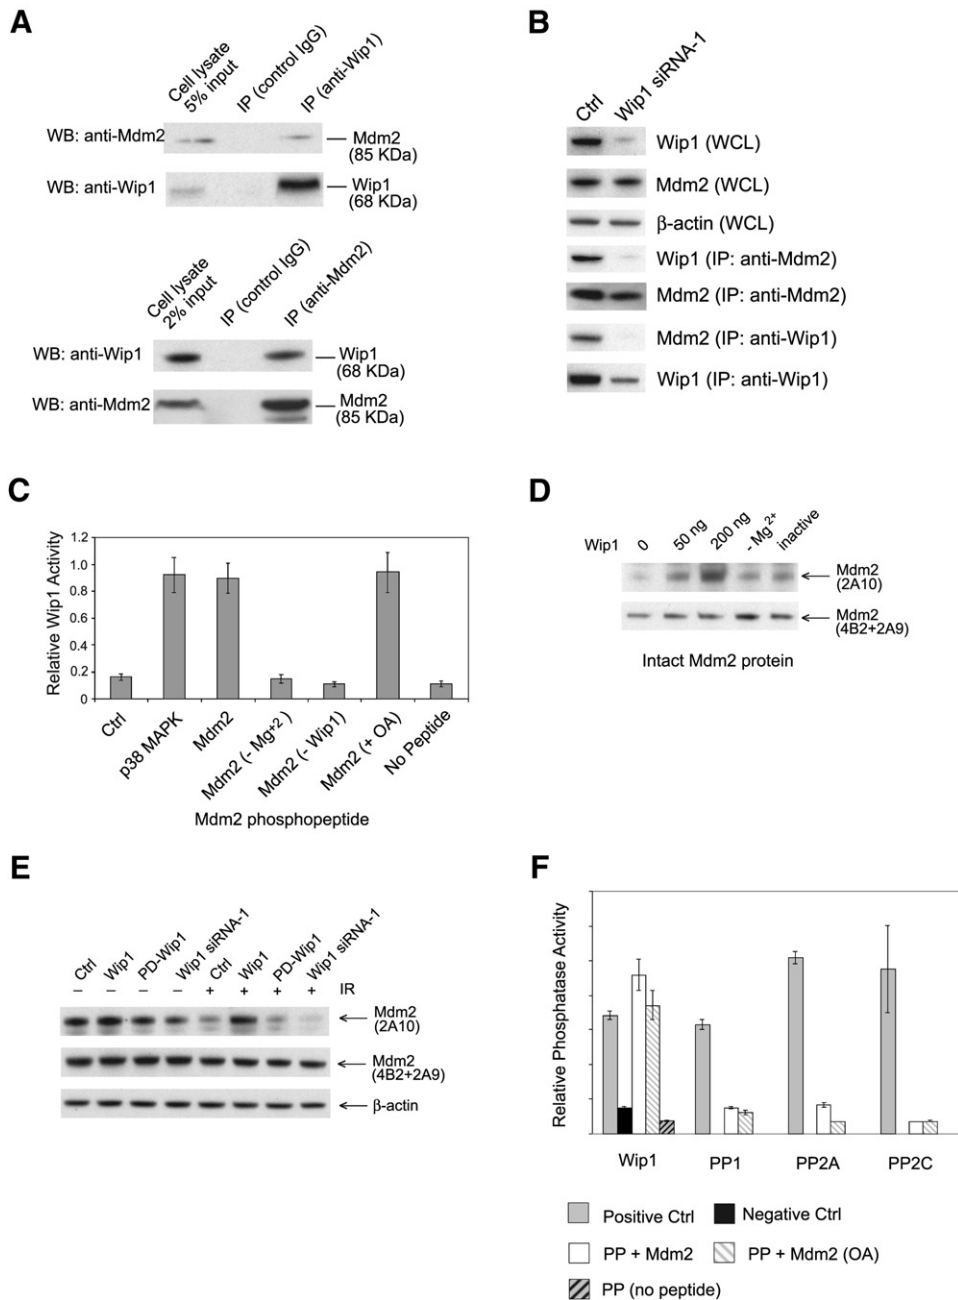 A
Cell lysate
5% input
IP (control IgG)
IP (anti-Wip1)
WB: anti-Mdm2
Mdm2
(85 KDa)
WB: anti-Wip1
Wip1
(68 KDa)
Cell lysate
2% input
IP (control IgG)
IP (anti-Mdm2)
WB: anti-Wip1
Wip1
(68 KDa)
WB: anti-Mdm2
Mdm2
(85 KDa)
B
Ctrl
Wip1 siRNA-1
Wip1 (WCL)
Mdm2 (WCL)
β-actin (WCL)
Wip1 (IP: anti-Mdm2)
Mdm2 (IP: anti-Mdm2)
Mdm2 (IP: anti-Wip1)
Wip1 (IP: anti-Wip1)
C
Relative Wip1 Activity
1.2
1.0
0.8
0.6
0.4
0.2
0
Ctrl
p38 MAPK
Mdm2
Mdm2 (- Mg+2)
Mdm2 (- Wip1)
Mdm2 (+ OA)
No Peptide
Mdm2 phosphopeptide
D
Wip1 0 50 ng 200 ng - Mg 2+ inactive
Mdm2
(2A10)
Mdm2
(4B2+2A9)
Intact Mdm2 protein
E
Ctrl Wip1 PD-Wip1 Wip1 siRNA-1 Ctrl Wip1 PD-Wip1 Wip1 siRNA-1
– – – – + + + + IR
Mdm2
(2A10)
Mdm2
(4B2+2A9)
β-actin
F
Relative Phosphatase Activity
Wip1 PP1 PP2A PP2C
Positive Ctrl Negative Ctrl
PP + Mdm2 PP + Mdm2 (OA)
PP (no peptide)